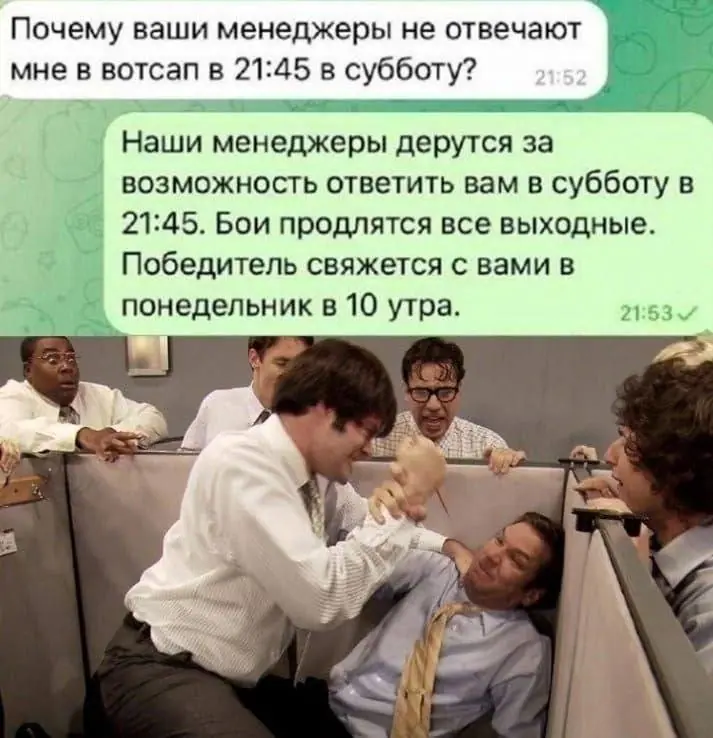 Почему ваши менеджеры не отвечают
мне в вотсап в 21:45 в субботу?
21:52
Наши менеджеры дерутся за
возможность ответить вам в субботу в
21:45. Бои продлятся все выходные.
Победитель свяжется с вами в
понедельник в 10 утра.
21:53